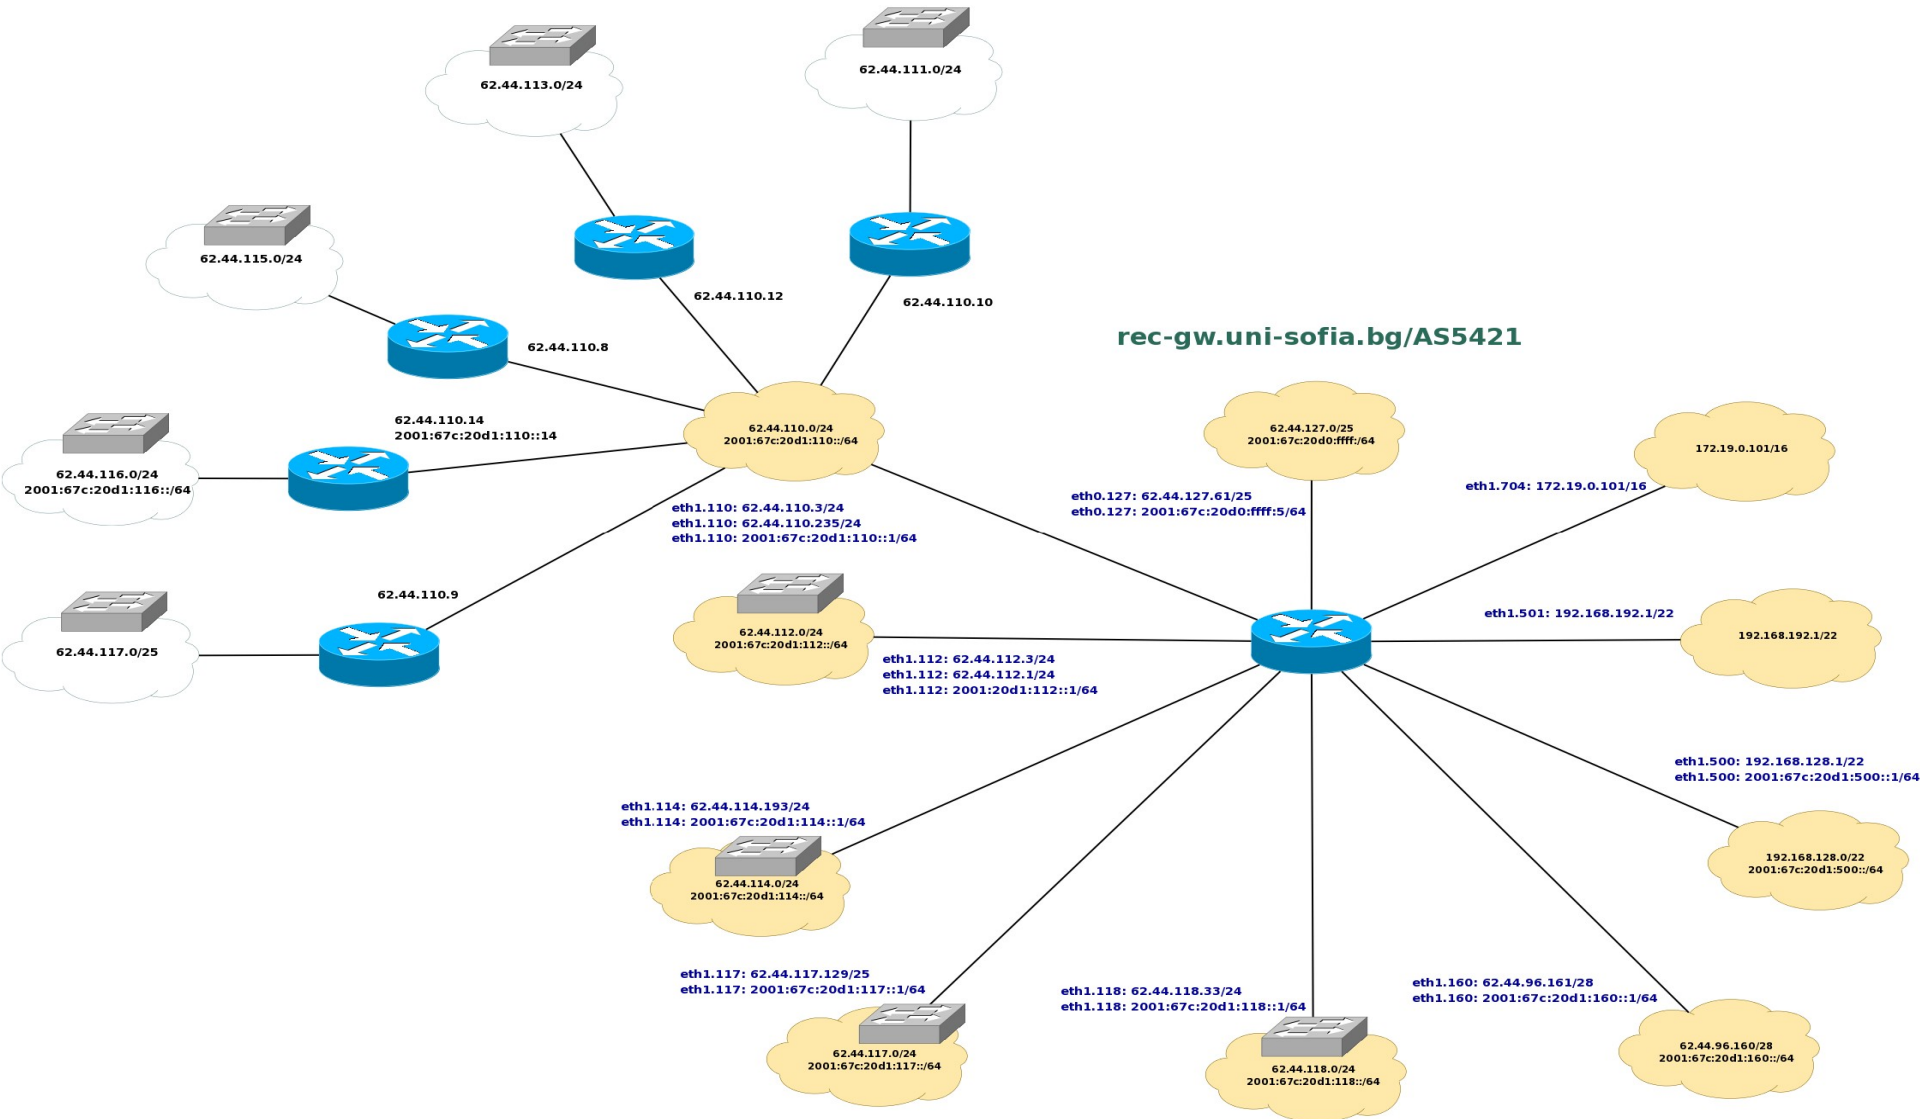 62.44.113.0/24
62.44.111.0/24
62.44.115.0/24
62.44.110.12
62.44.110.10
62.44.110.8
rec-gw.uni-sofia.bg/AS5421
62.44.110.14
2001:67c:20d1:110::14
62.44.110.0/24
2001:67c:20d1:110::/64
62.44.127.0/25
2001:67c:20d0:ffff:/64
172.19.0.101/16
62.44.116.0/24
2001:67c:20d1:116::/64
eth1.704: 172.19.0.101/16
eth0.127: 62.44.127.61/25
eth0.127: 2001:67c:20d0:ffff:5/64
eth1.110: 62.44.110.3/24
eth1.110: 62.44.110.235/24
eth1.110: 2001:67c:20d1:110::1/64
62.44.110.9
62.44.117.0/25
62.44.112.0/24
2001:67c:20d1:112::/64
eth1.501: 192.168.192.1/22
192.168.192.1/22
eth1.112: 62.44.112.3/24
eth1.112: 62.44.112.1/24
eth1.112: 2001:20d1:112::1/64
eth1.500: 192.168.128.1/22
eth1.500: 2001:67c:20d1:500::1/64
eth1.114: 62.44.114.193/24
eth1.114: 2001:67c:20d1:114::1/64
62.44.114.0/24
2001:67c:20d1:114::/64
192.168.128.0/22
2001:67c:20d1:500::/64
eth1.117: 62.44.117.129/25
eth1.117: 2001:67c:20d1:117::1/64
eth1.118: 62.44.118.33/24
eth1.118: 2001:67c:20d1:118::1/64
eth1.160: 62.44.96.161/28
eth1.160: 2001:67c:20d1:160::1/64
62.44.117.0/24
2001:67c:20d1:117::/64
62.44.118.0/24
2001:67c:20d1:118::/64
62.44.96.160/28
2001:67c:20d1:160::/64